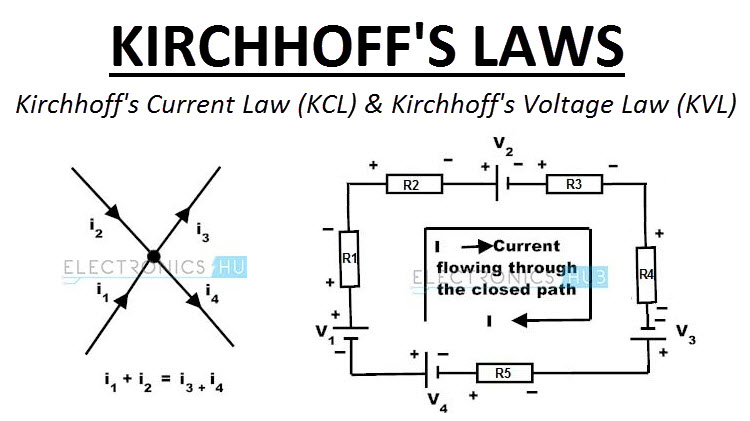 KIRCHHOFF'S LAWS
Kirchhoff's Current Law (KCL) & Kirchhoff's Voltage Law (KVL)
i2
i3
i1
i4
i1 + i2 = i3 + i4
ELECTRONICS HUB
V2
+ - + - + -
R2
R3
-
R1
+
+
V1
-
I → Current
flowing through
the closed path
I
ELECTRONICS HUB
+
R4
-
-
V3
+
+ -
V4
R5
+ -